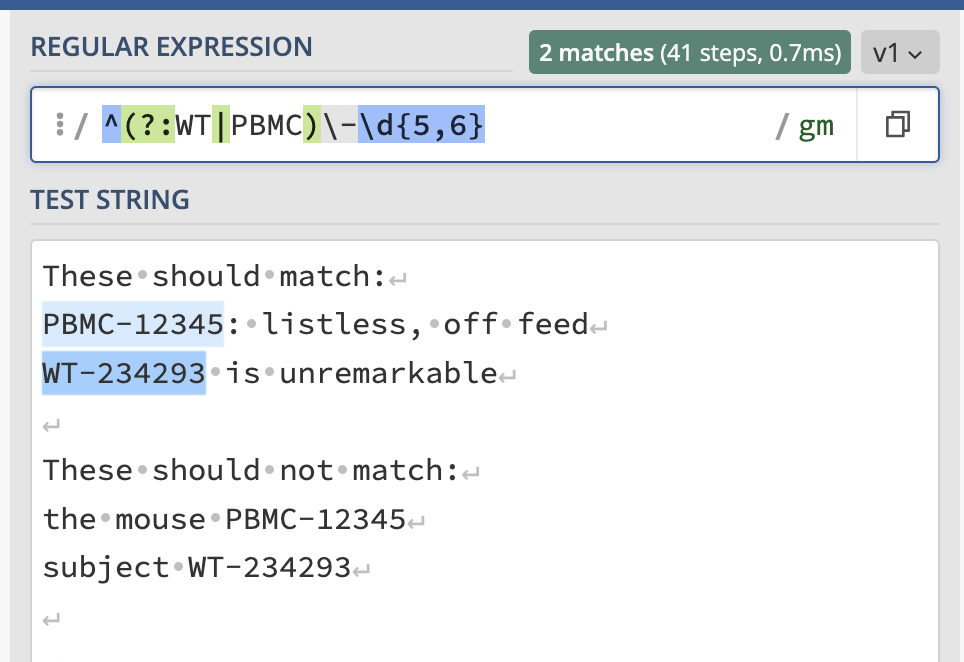 REGULAR EXPRESSION
2 matches (41 steps, 0.7ms)
v1
/ ^(?:WT|PBMC)\-\d{5,6} / gm
TEST STRING
These·should·match:↵
PBMC-12345:·listless,·off·feed↵
WT-234293·is·unremarkable↵
↵
These·should·not·match:↵
the·mouse·PBMC-12345↵
subject·WT-234293↵
↵